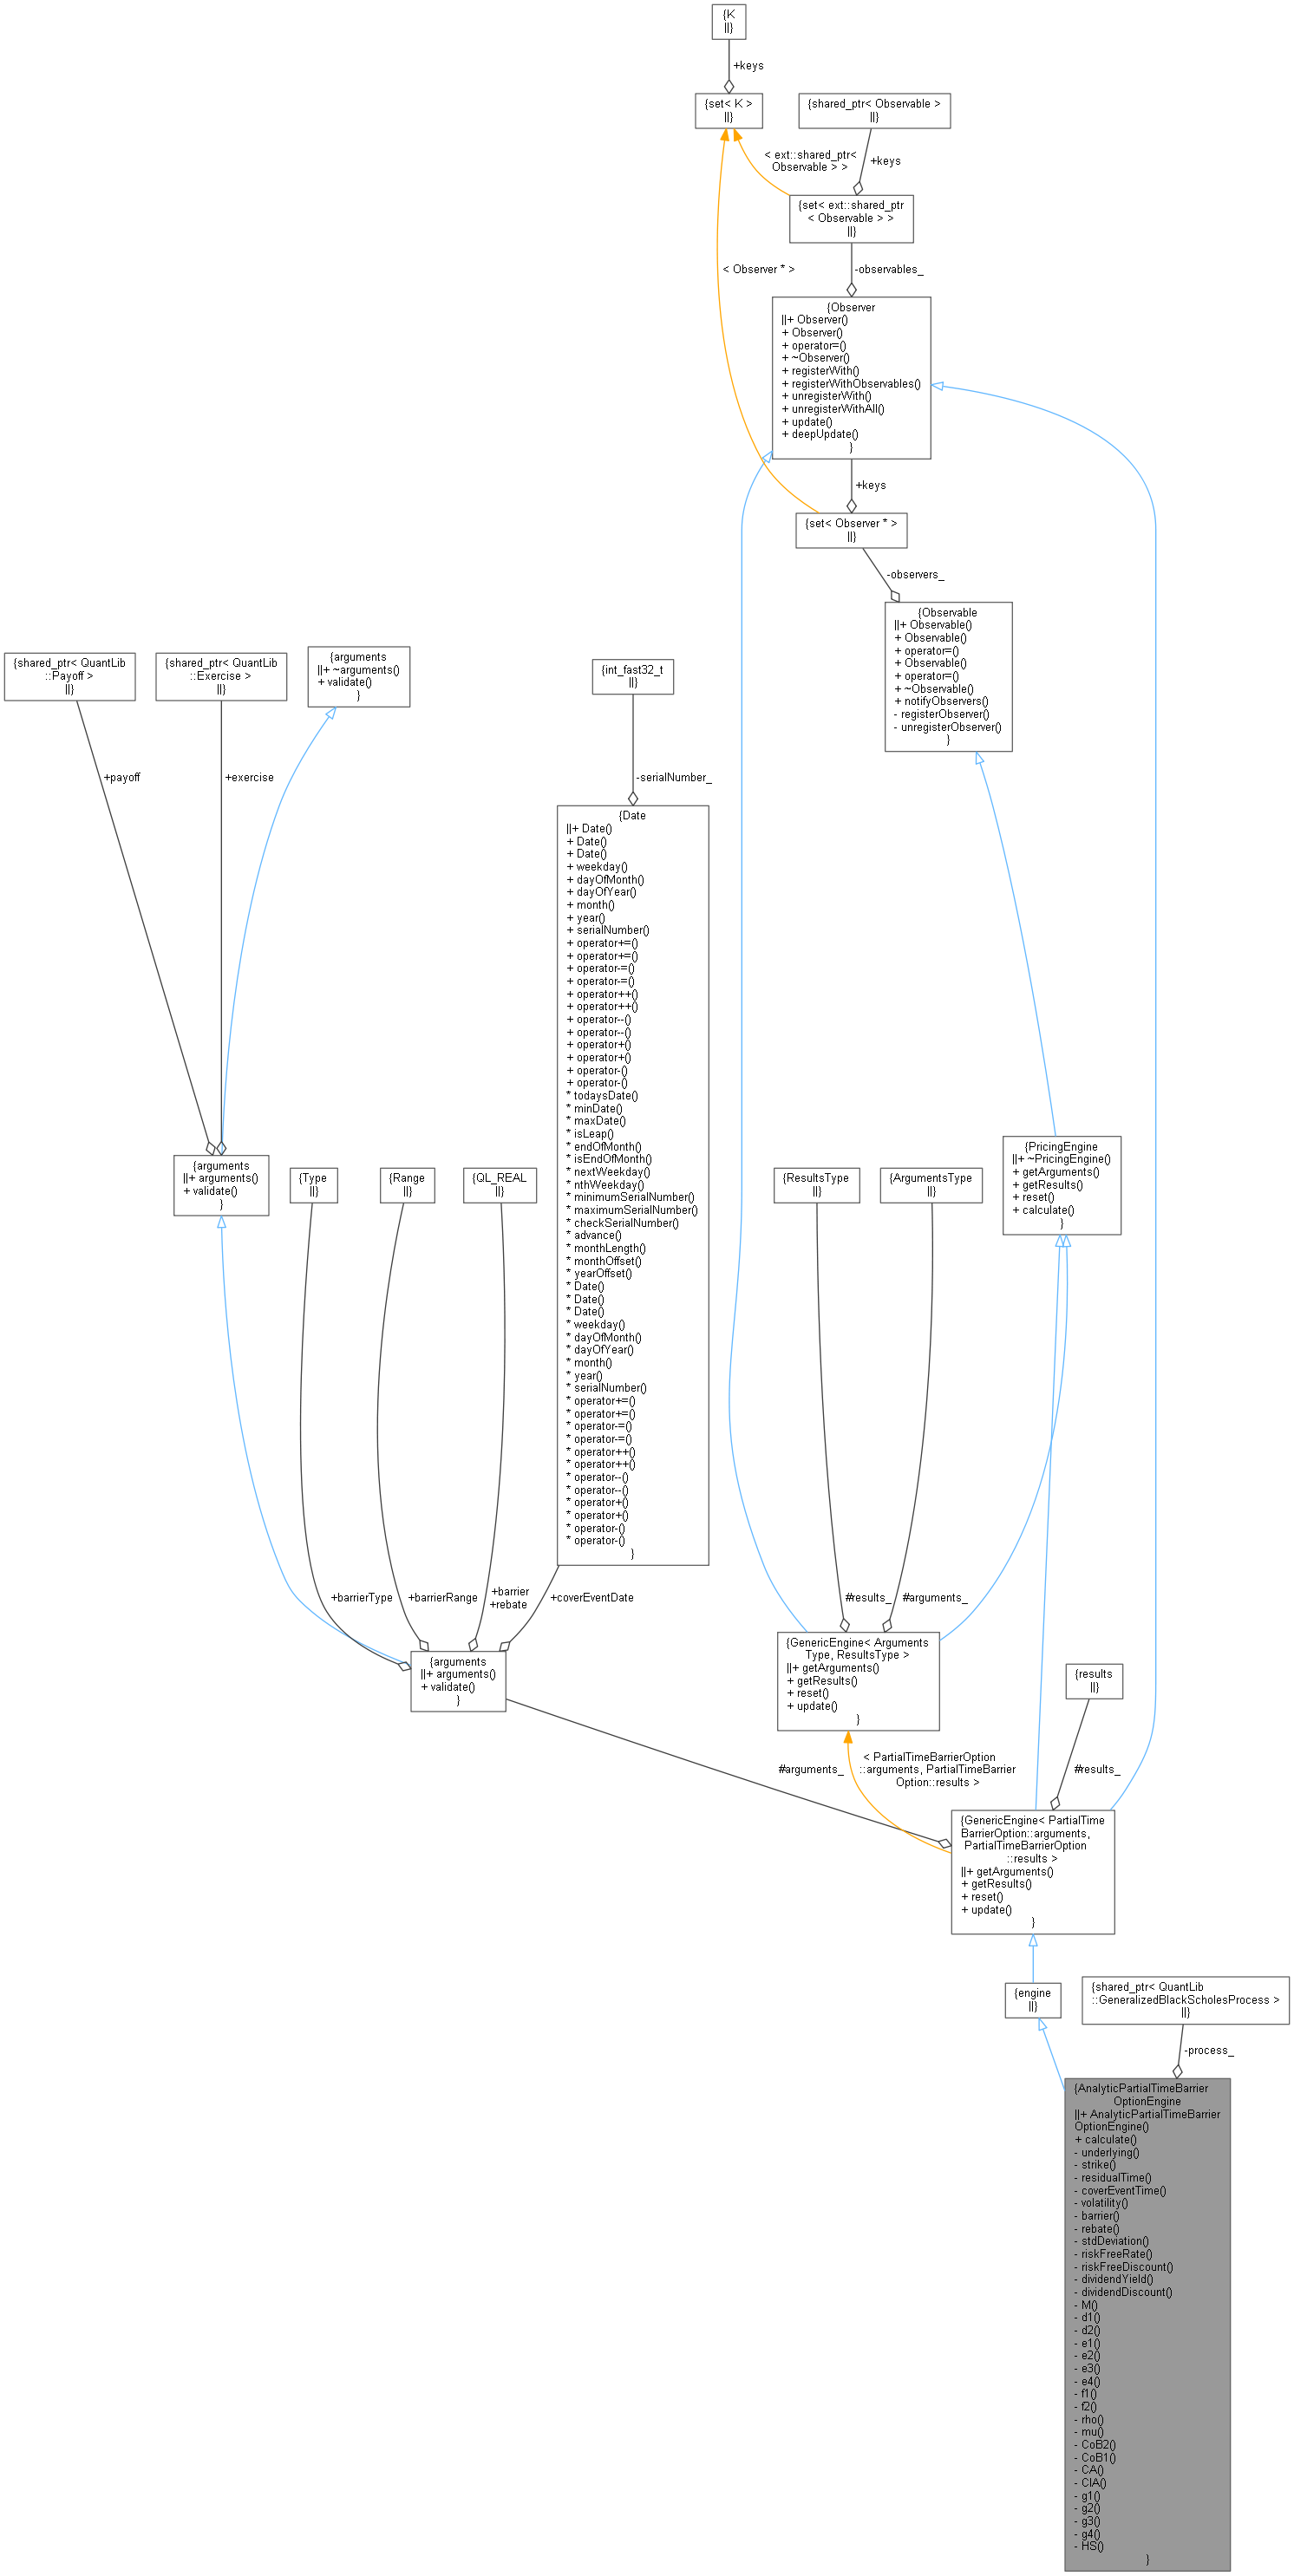 {K
||}
+keys
{set< K >
||}
{shared_ptr< Observable >
||}
< ext::shared_ptr<
Observable > >
+keys
{set< ext::shared_ptr
< Observable > >
||}
< Observer * >
-observables_
{Observer
||+ Observer()
+ Observer()
+ operator=()
+ ~Observer()
+ registerWith()
+ registerWithObservables()
+ unregisterWith()
+ unregisterWithAll()
+ update()
+ deepUpdate()
}
+keys
{set< Observer * >
||}
-observers_
{Observable
||+ Observable()
+ Observable()
+ operator=()
+ Observable()
+ operator=()
+ ~Observable()
+ notifyObservers()
- registerObserver()
- unregisterObserver()
}
{shared_ptr< QuantLib
::Payoff >
||}
{shared_ptr< QuantLib
::Exercise >
||}
{arguments
||+ ~arguments()
+ validate()
}
{int_fast32_t
||}
+payoff
+exercise
-serialNumber_
{Date
||+ Date()
+ Date()
+ Date()
+ weekday()
+ dayOfMonth()
+ dayOfYear()
+ month()
+ year()
+ serialNumber()
+ operator+=()
+ operator+=()
+ operator-=()
+ operator-=()
+ operator++()
+ operator++()
+ operator--()
+ operator--()
+ operator+()
+ operator+()
+ operator-()
+ operator-()
* todaysDate()
* minDate()
* maxDate()
* isLeap()
* endOfMonth()
* isEndOfMonth()
* nextWeekday()
* nthWeekday()
* minimumSerialNumber()
* maximumSerialNumber()
* checkSerialNumber()
* advance()
* monthLength()
* monthOffset()
* yearOffset()
* Date()
* Date()
* Date()
* weekday()
* dayOfMonth()
* dayOfYear()
* month()
* year()
* serialNumber()
* operator+=()
* operator+=()
* operator-=()
* operator-=()
* operator++()
* operator++()
* operator--()
* operator--()
* operator+()
* operator+()
* operator-()
* operator-()
}
{arguments
||+ arguments()
+ validate()
}
{Type
||}
{Range
||}
{QL_REAL
||}
{ResultsType
||}
{ArgumentsType
||}
{PricingEngine
||+ ~PricingEngine()
+ getArguments()
+ getResults()
+ reset()
+ calculate()
}
+barrierType
+barrierRange
+barrier
+rebate
+coverEventDate
#results_
#arguments_
{arguments
||+ arguments()
+ validate()
}
{GenericEngine< Arguments
Type, ResultsType >
||+ getArguments()
+ getResults()
+ reset()
+ update()
}
{results
||}
#arguments_
< PartialTimeBarrierOption
::arguments, PartialTimeBarrier
Option::results >
#results_
{GenericEngine< PartialTime
BarrierOption::arguments,
PartialTimeBarrierOption
::results >
||+ getArguments()
+ getResults()
+ reset()
+ update()
}
{engine
||}
{shared_ptr< QuantLib
::GeneralizedBlackScholesProcess >
||}
-process_
{AnalyticPartialTimeBarrier
OptionEngine
||+ AnalyticPartialTimeBarrier
OptionEngine()
+ calculate()
- underlying()
- strike()
- residualTime()
- coverEventTime()
- volatility()
- barrier()
- rebate()
- stdDeviation()
- riskFreeRate()
- riskFreeDiscount()
- dividendYield()
- dividendDiscount()
- M()
- d1()
- d2()
- e1()
- e2()
- e3()
- e4()
- f1()
- f2()
- rho()
- mu()
- CoB2()
- CoB1()
- CA()
- CIA()
- g1()
- g2()
- g3()
- g4()
- HS()
}